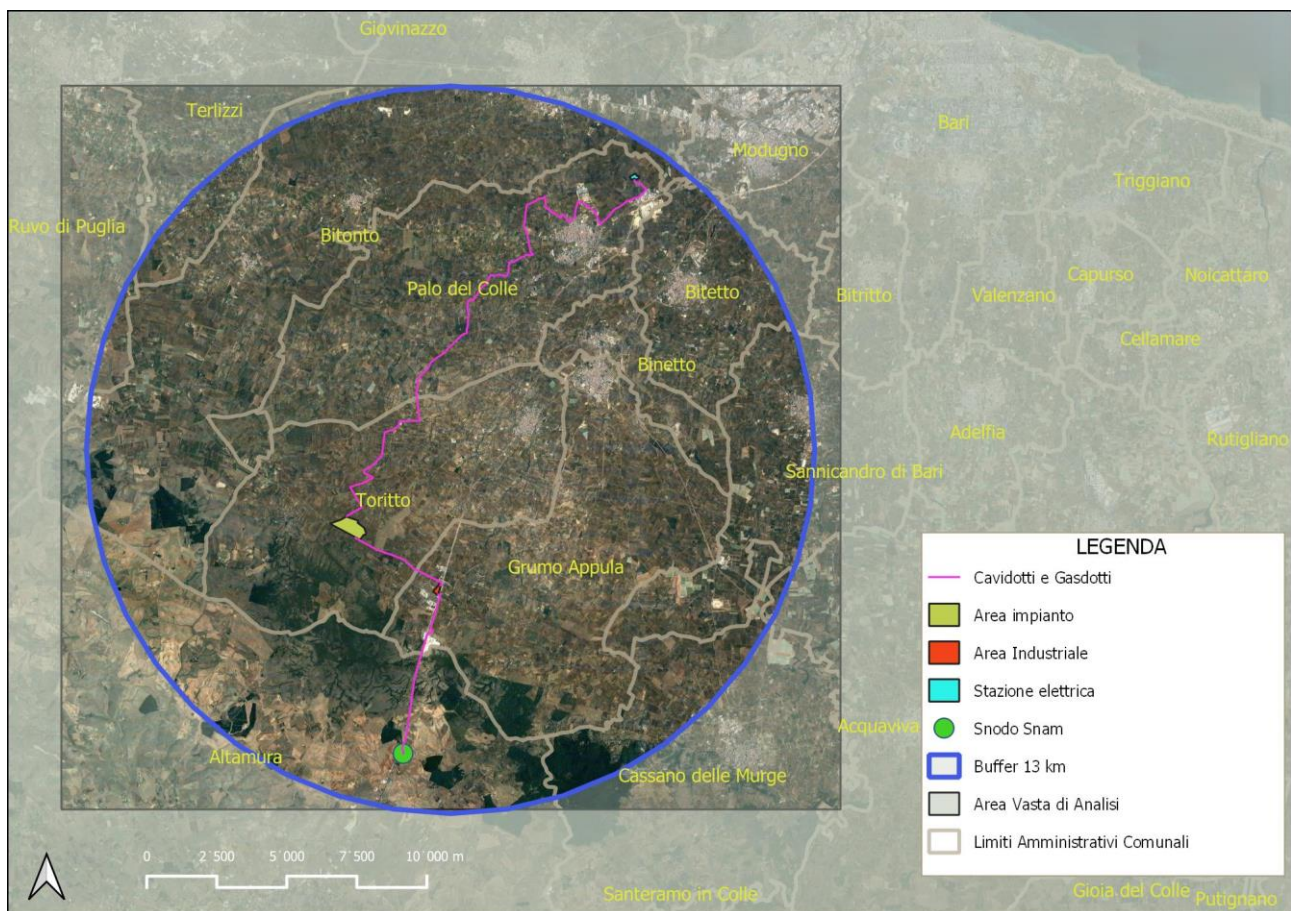 Giovinazzo
Terlizzi
Bari
Modugno
Triggiano
Ruvo di Puglia
Bitonto
Capurso
Noicattaro
Palo del Colle
Bitetto
Bitritto
Valenzano
Cellamare
Binetto
Adelfia
Rutigliano
Sannicandro di Bari
Toritto
Grumo Appula
Acquaviva
Altamura
Cassano delle Murge
Santeramo in Colle
Gioia del Colle
Putignano
LEGENDA
Cavidotti e Gasdotti
Area impianto
Area Industriale
Stazione elettrica
Snodo Snam
Buffer 13 km
Area Vasta di Analisi
Limiti Amministrativi Comunali
0 2˙500 5˙000 7˙500 10˙000 m